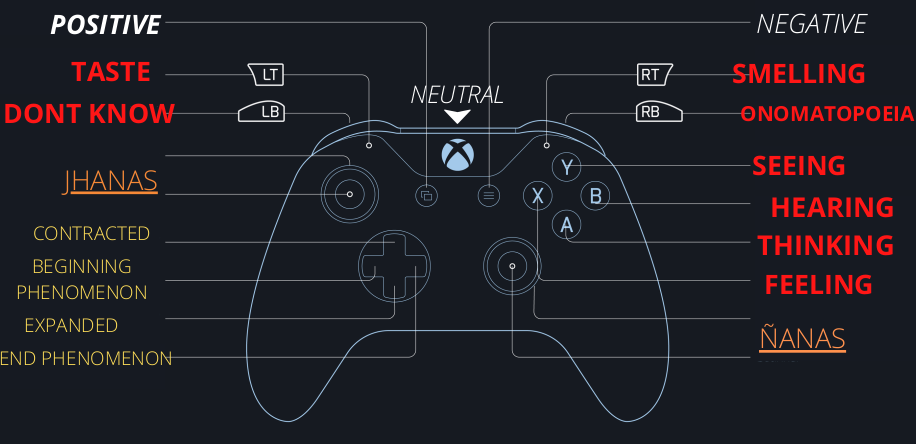 POSITIVE
NEGATIVE
TASTE
LT
NEUTRAL
RT
SMELLING
DONT KNOW
LB
RB
ONOMATOPOEIA
JHANAS
Y
SEEING
X
B
HEARING
A
CONTRACTED
THINKING
BEGINNING
PHENOMENON
FEELING
EXPANDED
ÑANAS
END PHENOMENON